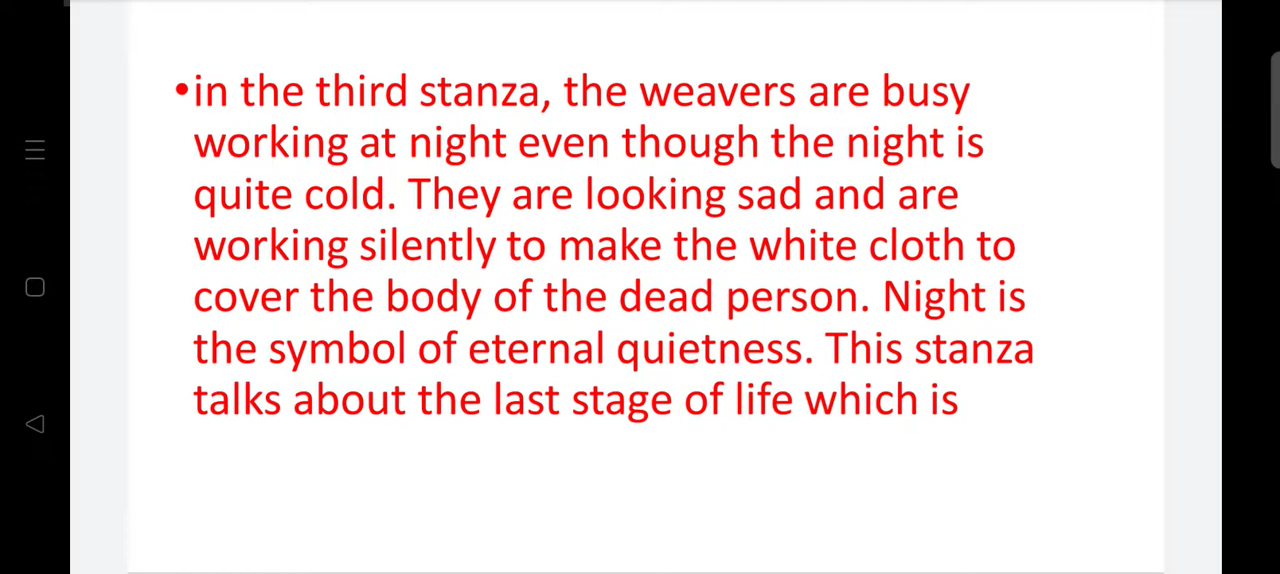 •in the third stanza, the weavers are busy
working at night even though the night is
quite cold. They are looking sad and are
working silently to make the white cloth to
cover the body of the dead person. Night is
the symbol of eternal quietness. This stanza
talks about the last stage of life which is